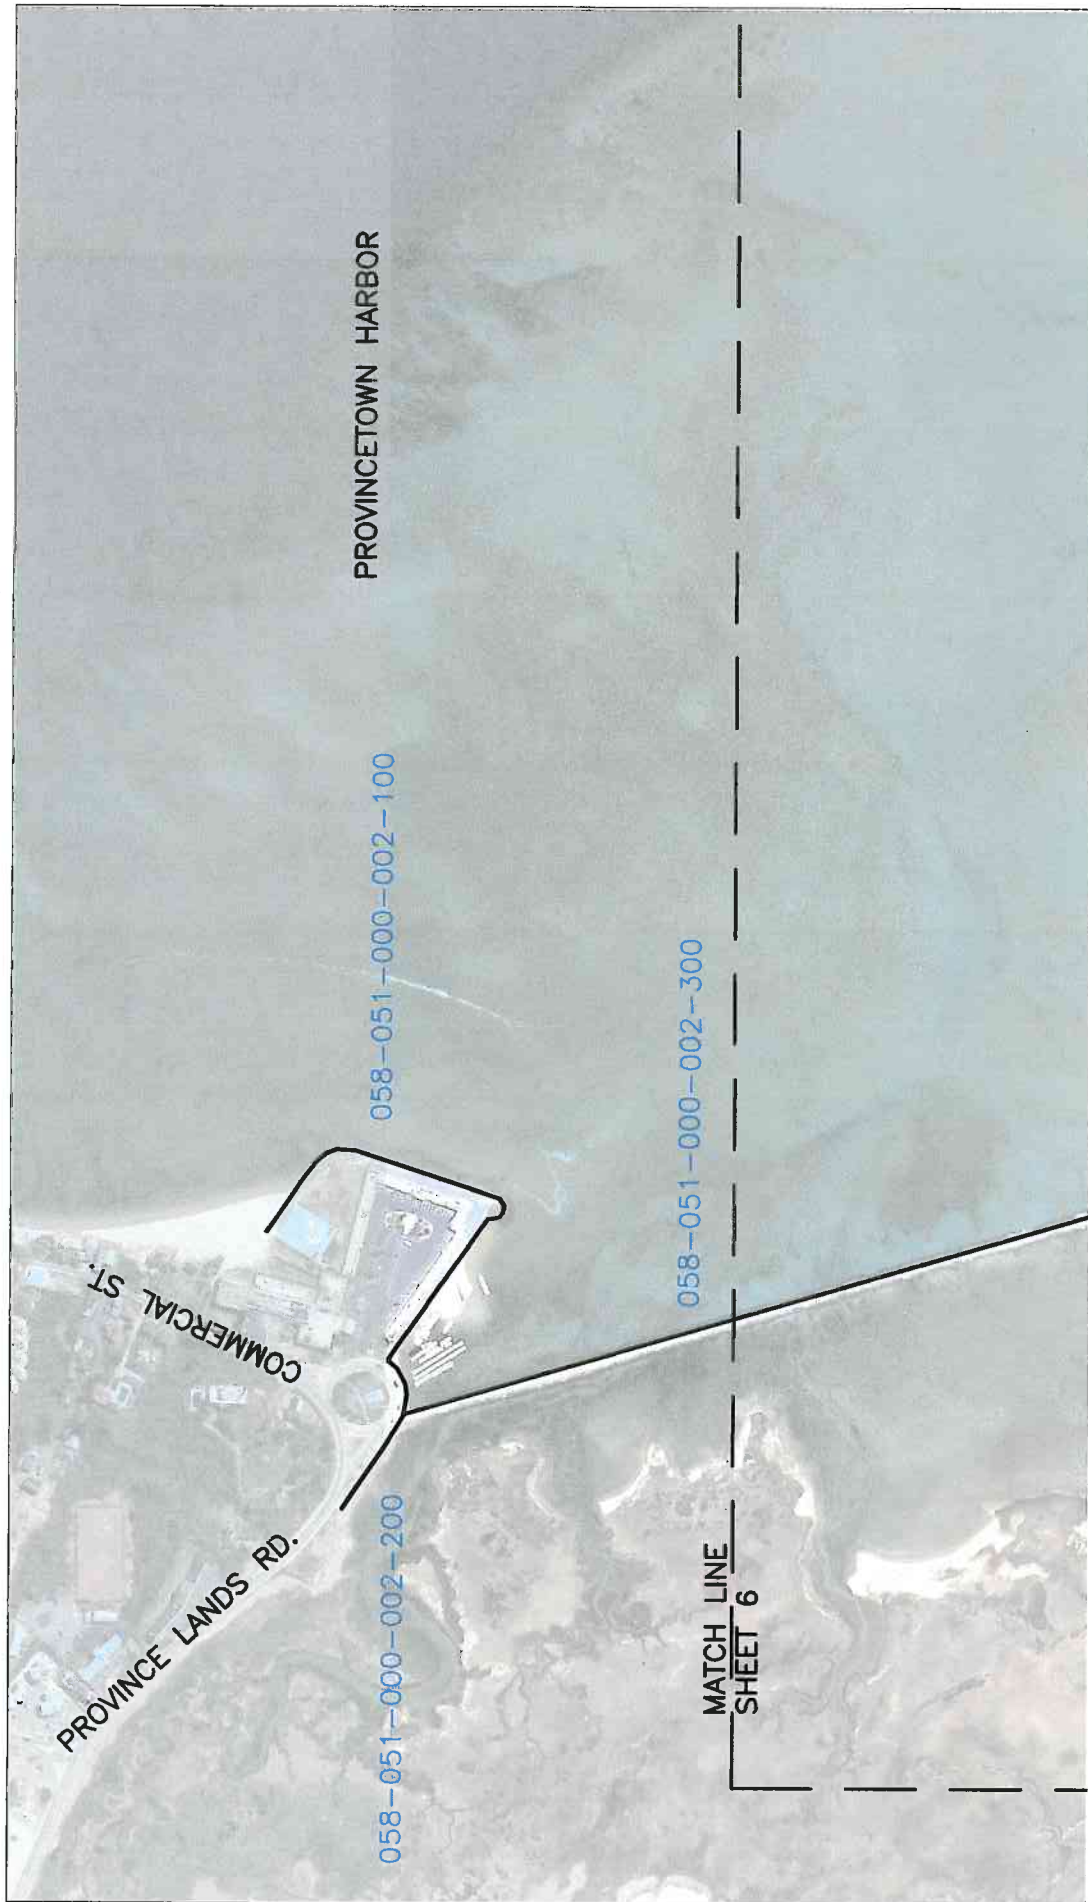 PROVINCE LANDS RD.
COMMERCIAL ST.
PROVINCETOWN HARBOR
058-051-000-002-100
058-051-000-002-200
058-051-000-002-300
MATCH LINE
SHEET 6